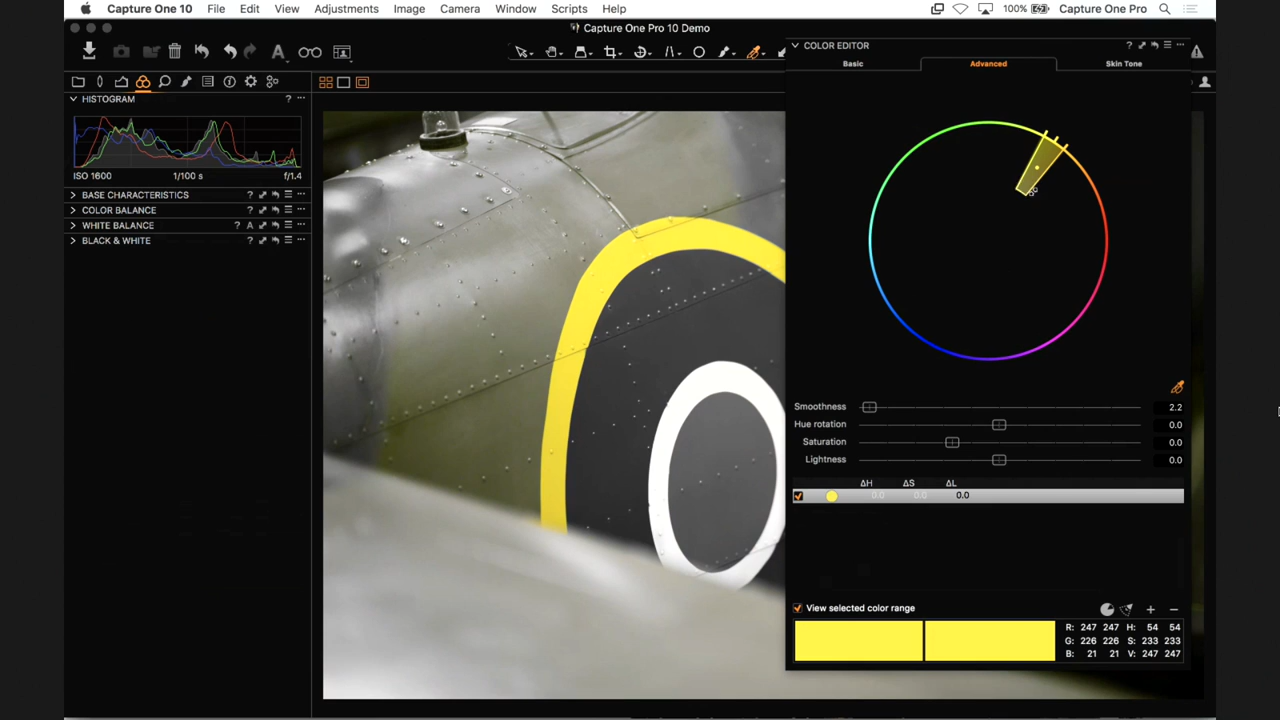 Capture One 10 File Edit View Adjustments Image Camera Window Scripts Help 100% Capture One Pro
Capture One Pro 10 Demo
COLOR EDITOR ?
Basic Advanced Skin Tone
HISTOGRAM ?
ISO 1600 1/100 s f/1.4
BASE CHARACTERISTICS ?
COLOR BALANCE ?
WHITE BALANCE ? A
BLACK & WHITE ?
Smoothness 2.2
Hue rotation 0.0
Saturation 0.0
Lightness 0.0
ΔH ΔS ΔL
0.0 0.0 0.0
View selected color range
R: 247 247 H: 54 54
G: 226 226 S: 233 233
B: 21 21 V: 247 247